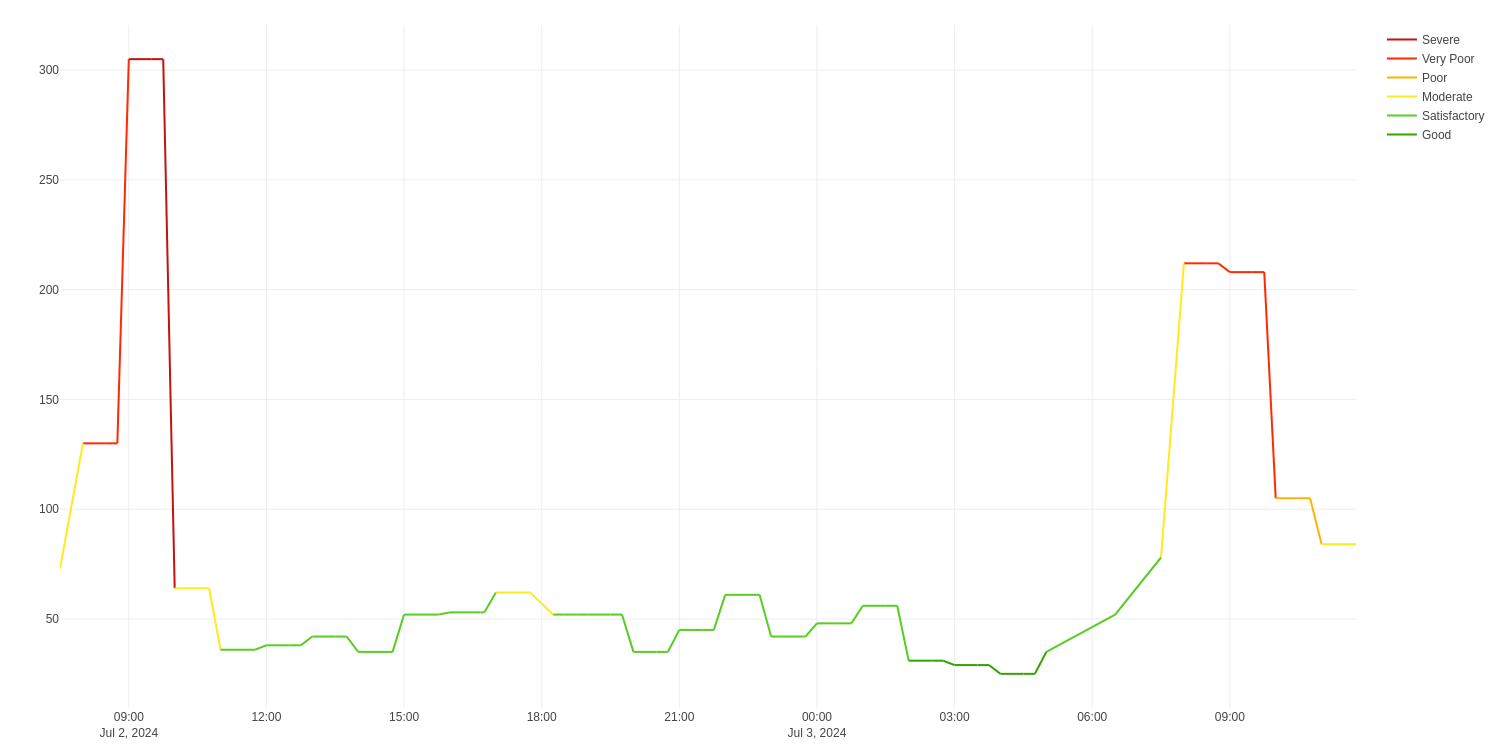 300
250
200
150
100
50
09:00
Jul 2, 2024
12:00
15:00
18:00
21:00
00:00
Jul 3, 2024
03:00
06:00
09:00
Severe
Very Poor
Poor
Moderate
Satisfactory
Good